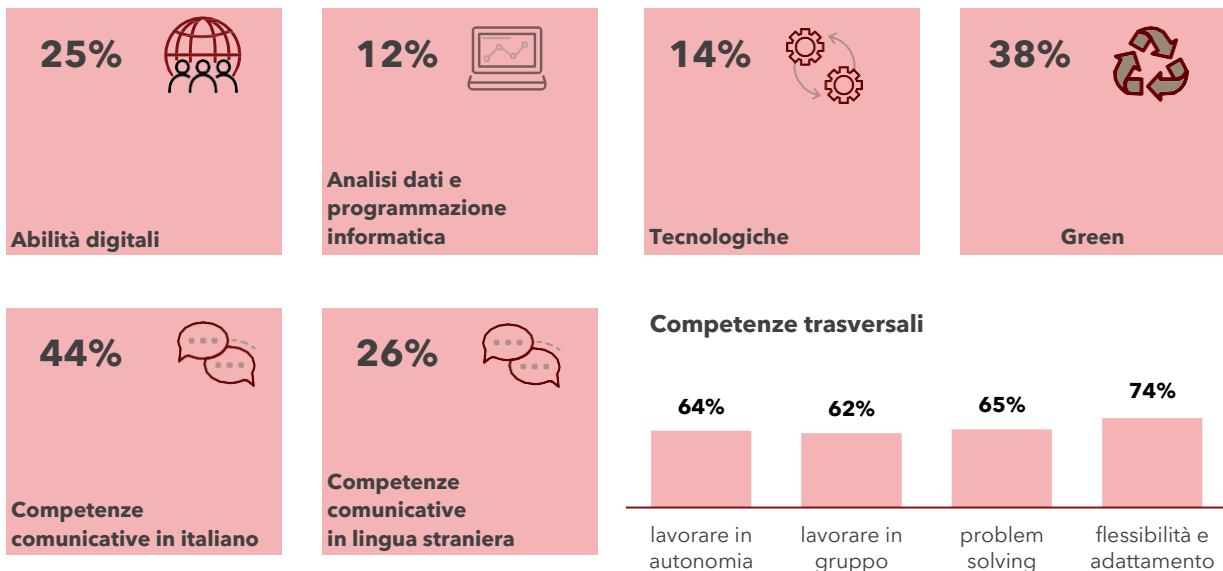 25%
Abilità digitali
12%
Analisi dati e
programmazione
informatica
14%
Tecnologiche
38%
Green
44%
Competenze
comunicative in italiano
26%
Competenze
comunicative
in lingua straniera
Competenze trasversali
64%
62%
65%
74%
lavorare in
autonomia
lavorare in
gruppo
problem
solving
flessibilità e
adattamento